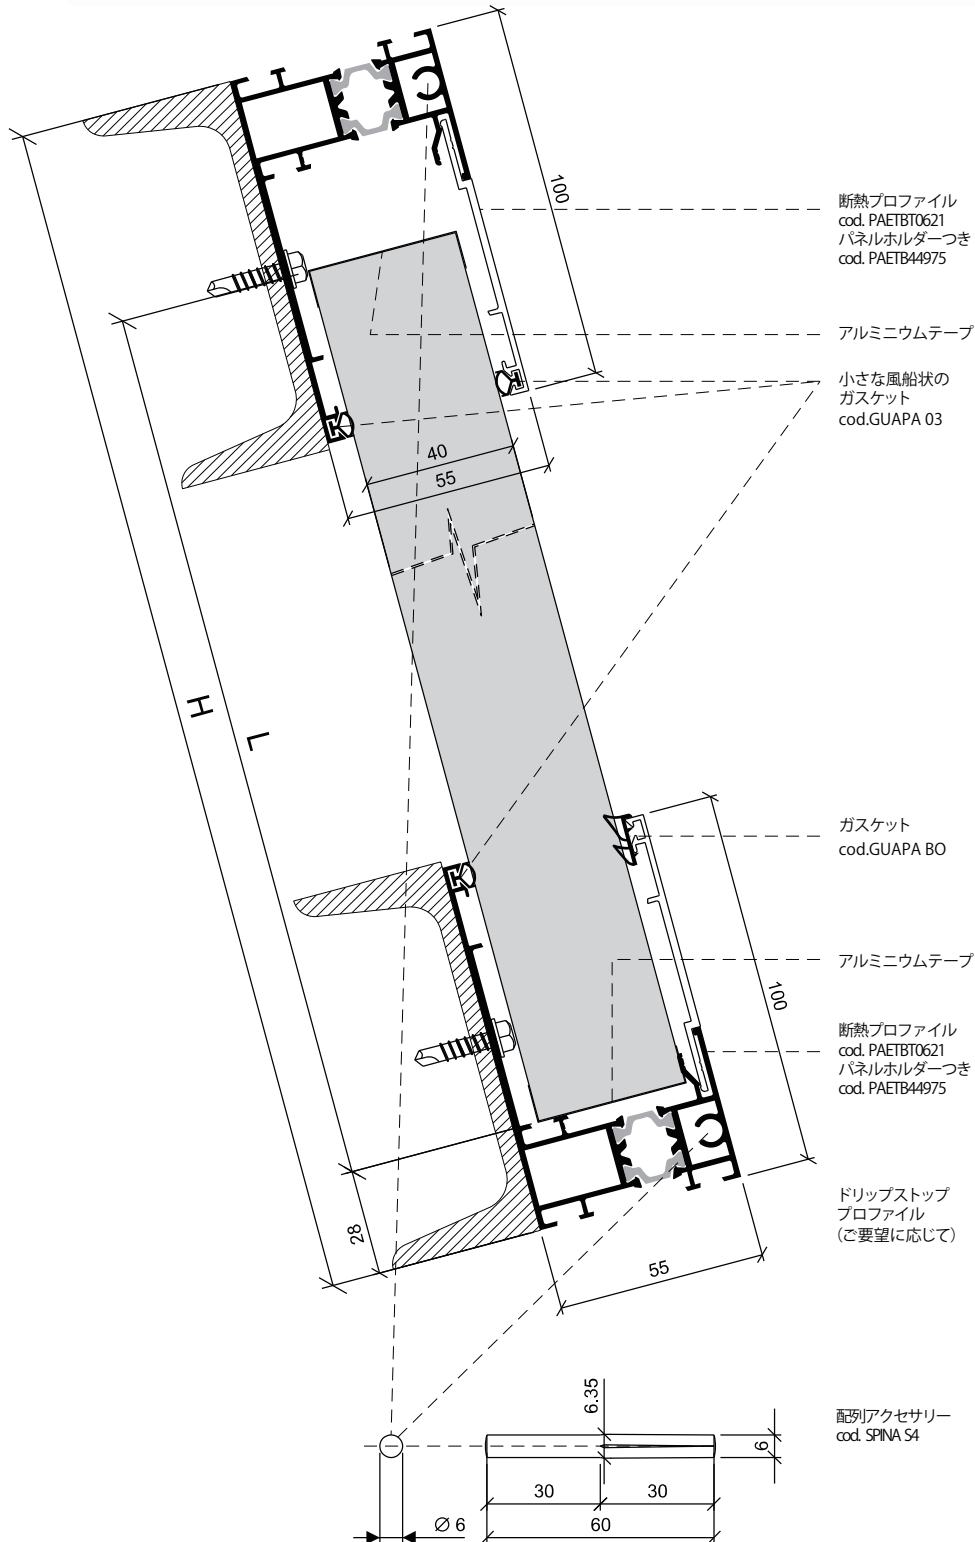 100
断熱プロファイル
cod. PAETBT0621
パネルホルダーつき
cod. PAETB44975
アルミニウムテープ
小さな風船状の
ガスケット
cod.GUAPA 03
40
55
H
L
ガスケット
cod.GUAPA BO
アルミニウムテープ
100
断熱プロファイル
cod. PAETBT0621
パネルホルダーつき
cod. PAETB44975
ドリップストップ
プロファイル
(ご要望に応じて)
28
55
6.35
配列アクセサリー
cod. SPINA S4
6
30
30
Ø 6
60